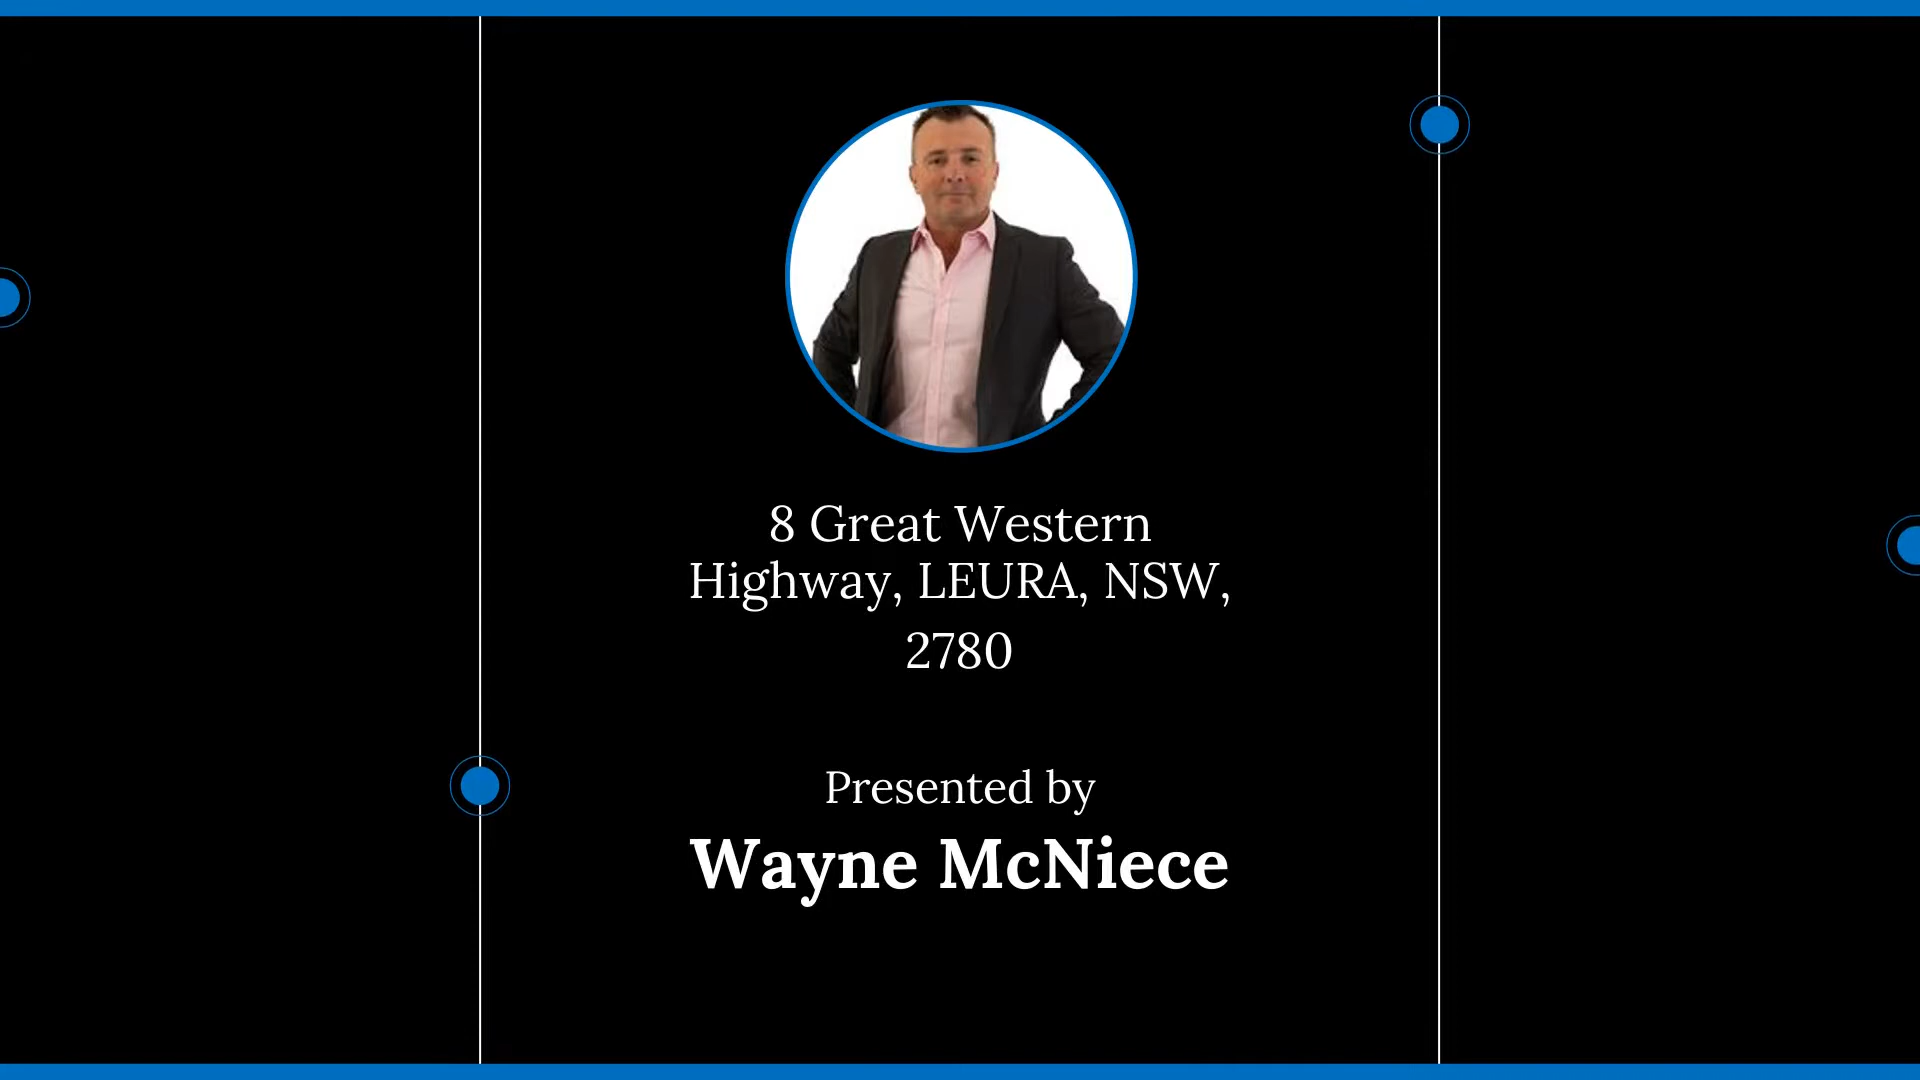 8 Great Western
Highway, LEURA, NSW,
2780
Presented by
Wayne McNiece